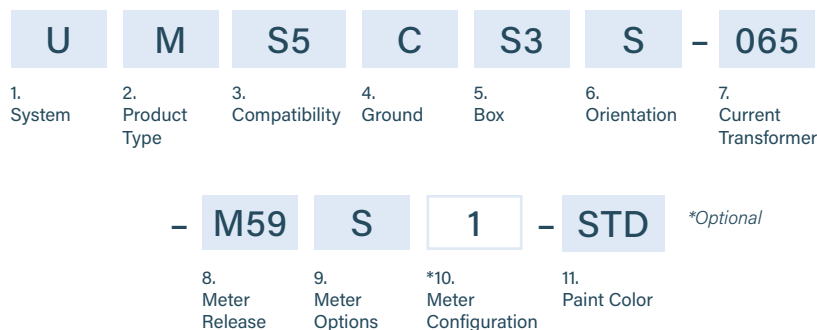 U M S5 C S3 S – 065
1. 2. 3. 4. 5. 6. 7.
System Product Compatibility Ground Box Orientation Current
Type Transformer
– M59 S 1 – STD *Optional
8. 9. *10. 11.
Meter Meter Meter Paint Color
Release Options Configuration